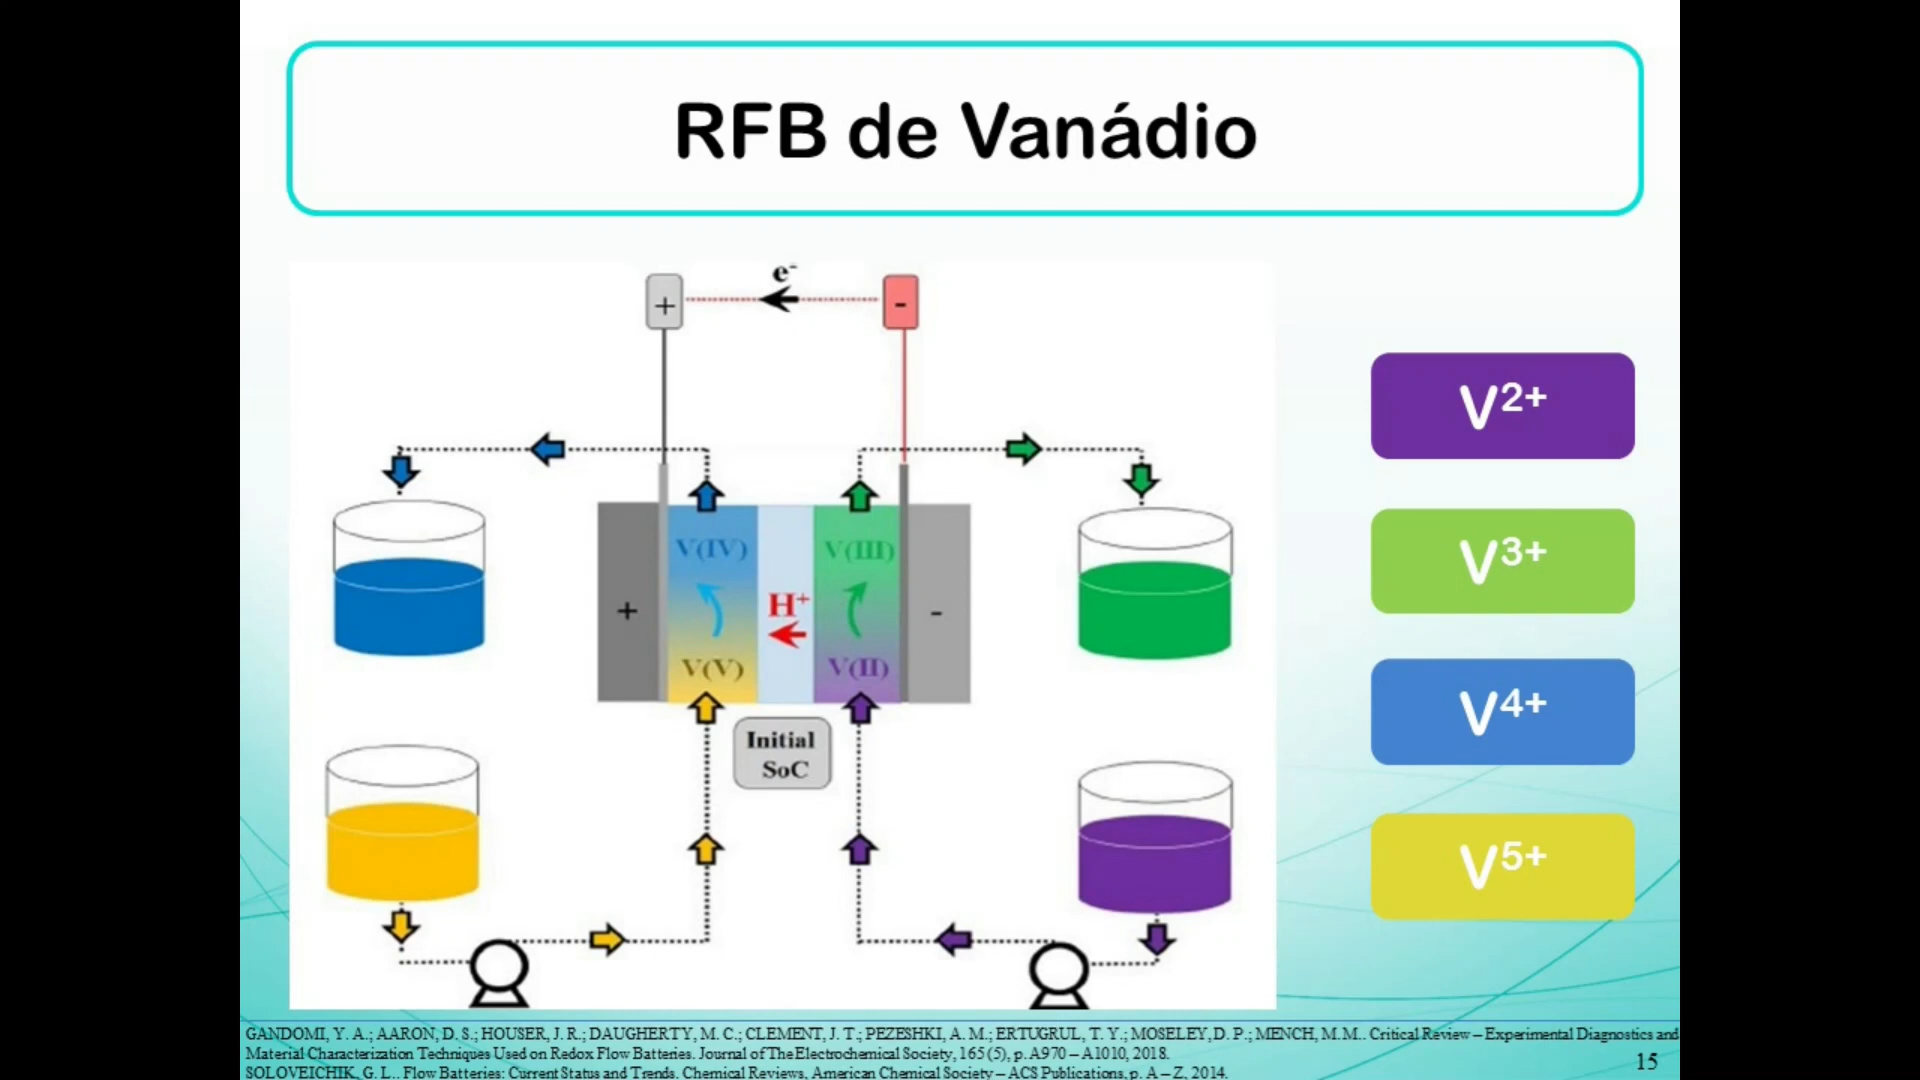 RFB de Vanádio
e-
+
-
V2+
V(IV)
V(III)
V3+
H+
+
-
V(V)
V(II)
V4+
Initial
SoC
V5+
GANDOMI, Y. A.; AARON, D. S.; HOUSER, J. R.; DAUGHERTY, M. C.; CLEMENT, J. T.; PEZESHKI, A. M.; ERTUGRUL, T. Y.; MOSELEY, D. P.; MENCH, M.M.. Critical Review – Experimental Diagnostics and
Material Characterization Techniques Used on Redox Flow Batteries. Journal of The Electrochemical Society, 165 (5), p. A970 – A1010, 2018.
SOLOVEICHIK, G. L.. Flow Batteries: Current Status and Trends. Chemical Reviews, American Chemical Society – ACS Publications, p. A – Z, 2014.
15